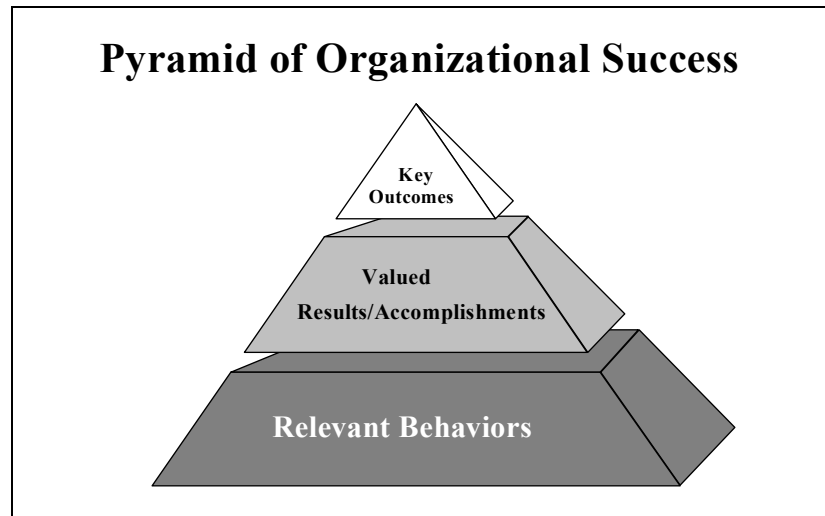 Pyramid of Organizational Success
Key
Outcomes
Valued
Results/Accomplishments
Relevant Behaviors